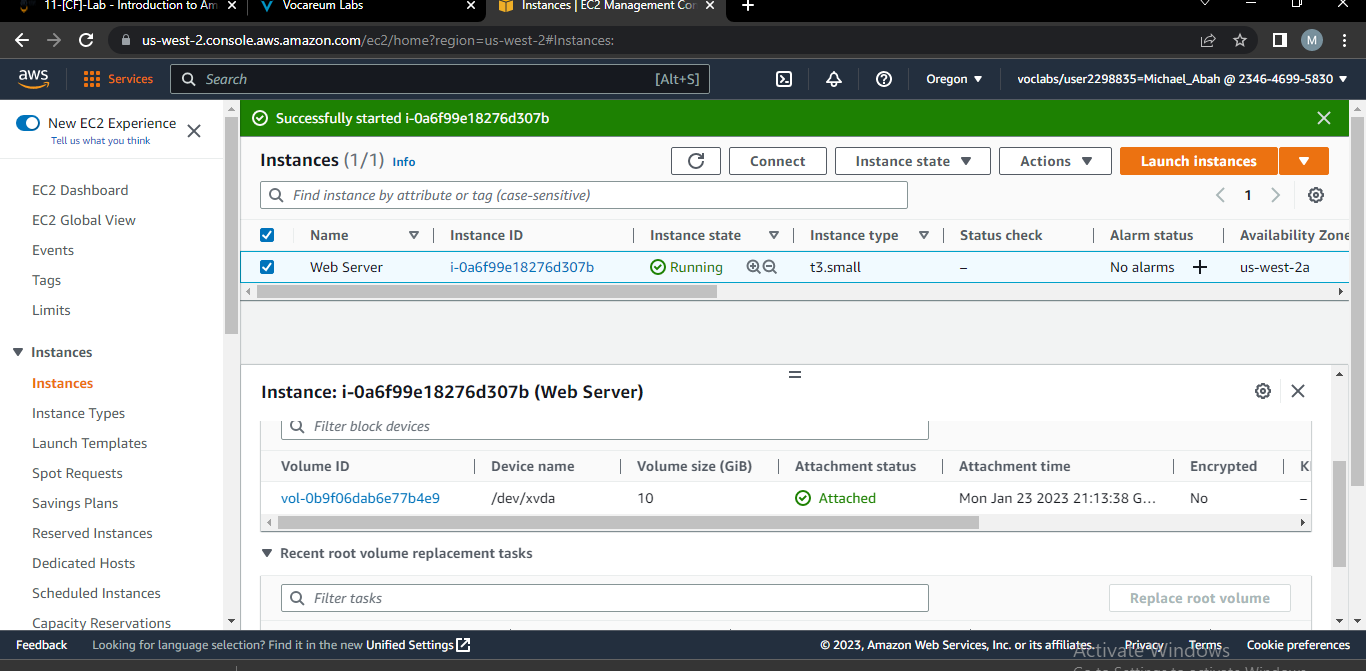 11-[CF]-Lab - Introduction to Am
Vocareum Labs
Instances | EC2 Management Con
us-west-2.console.aws.amazon.com/ec2/home?region=us-west-2#Instances:
M
aws
Services
Search
[Alt+S]
Oregon
voclabs/user2298835=Michael_Abah @ 2346-4699-5830
New EC2 Experience
Tell us what you think
EC2 Dashboard
EC2 Global View
Events
Tags
Limits
Instances
Instances
Instance Types
Launch Templates
Spot Requests
Savings Plans
Reserved Instances
Dedicated Hosts
Scheduled Instances
Capacity Reservations
Successfully started i-0a6f99e18276d307b
Instances (1/1) Info
Connect
Instance state
Actions
Launch instances
Find instance by attribute or tag (case-sensitive)
1
Name Instance ID Instance state Instance type Status check Alarm status Availability Zone
Web Server i-0a6f99e18276d307b Running t3.small – No alarms + us-west-2a
Instance: i-0a6f99e18276d307b (Web Server)
Filter block devices
Volume ID Device name Volume size (GiB) Attachment status Attachment time Encrypted
vol-0b9f06dab6e77b4e9 /dev/xvda 10 Attached Mon Jan 23 2023 21:13:38 G... No –
Recent root volume replacement tasks
Filter tasks
Replace root volume
Feedback Looking for language selection? Find it in the new Unified Settings
© 2023, Amazon Web Services, Inc. or its affiliates. Privacy Terms Cookie preferences
Activate Windows